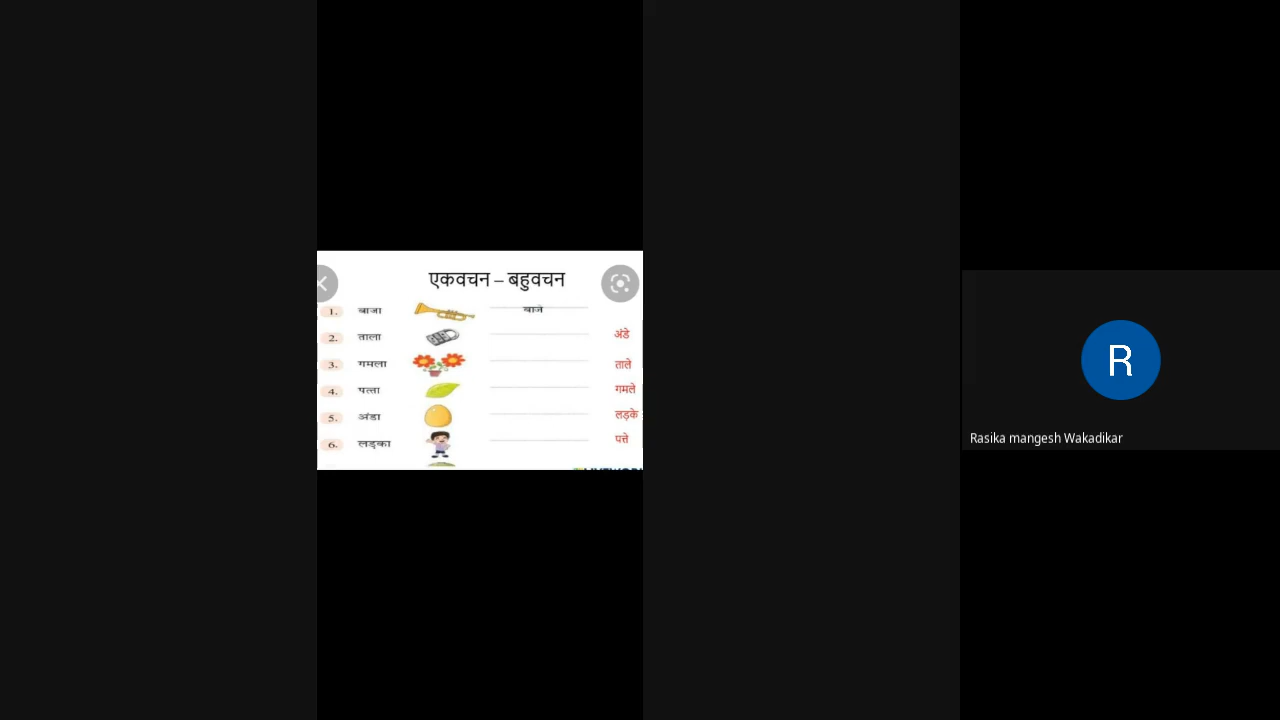 एकवचन – बहुवचन
1. बाजा बाजे
2. ताला अंडे
3. गमला ताले
4. पत्ता गमले
5. अंडा लड़के
6. लड़का पत्ते
R
Rasika mangesh Wakadikar